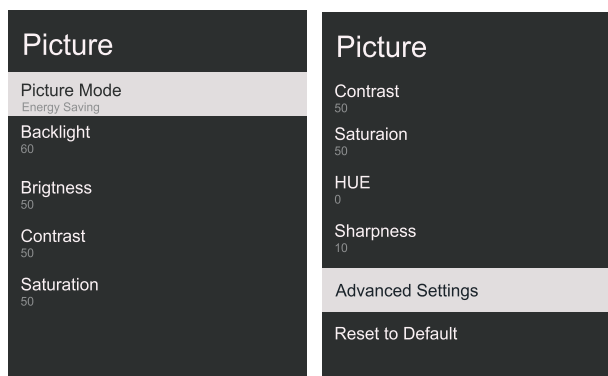 Picture
Picture Mode
Energy Saving
Backlight
60
Brigtness
50
Contrast
50
Saturation
50
Picture
Contrast
50
Saturaion
50
HUE
0
Sharpness
10
Advanced Settings
Reset to Default